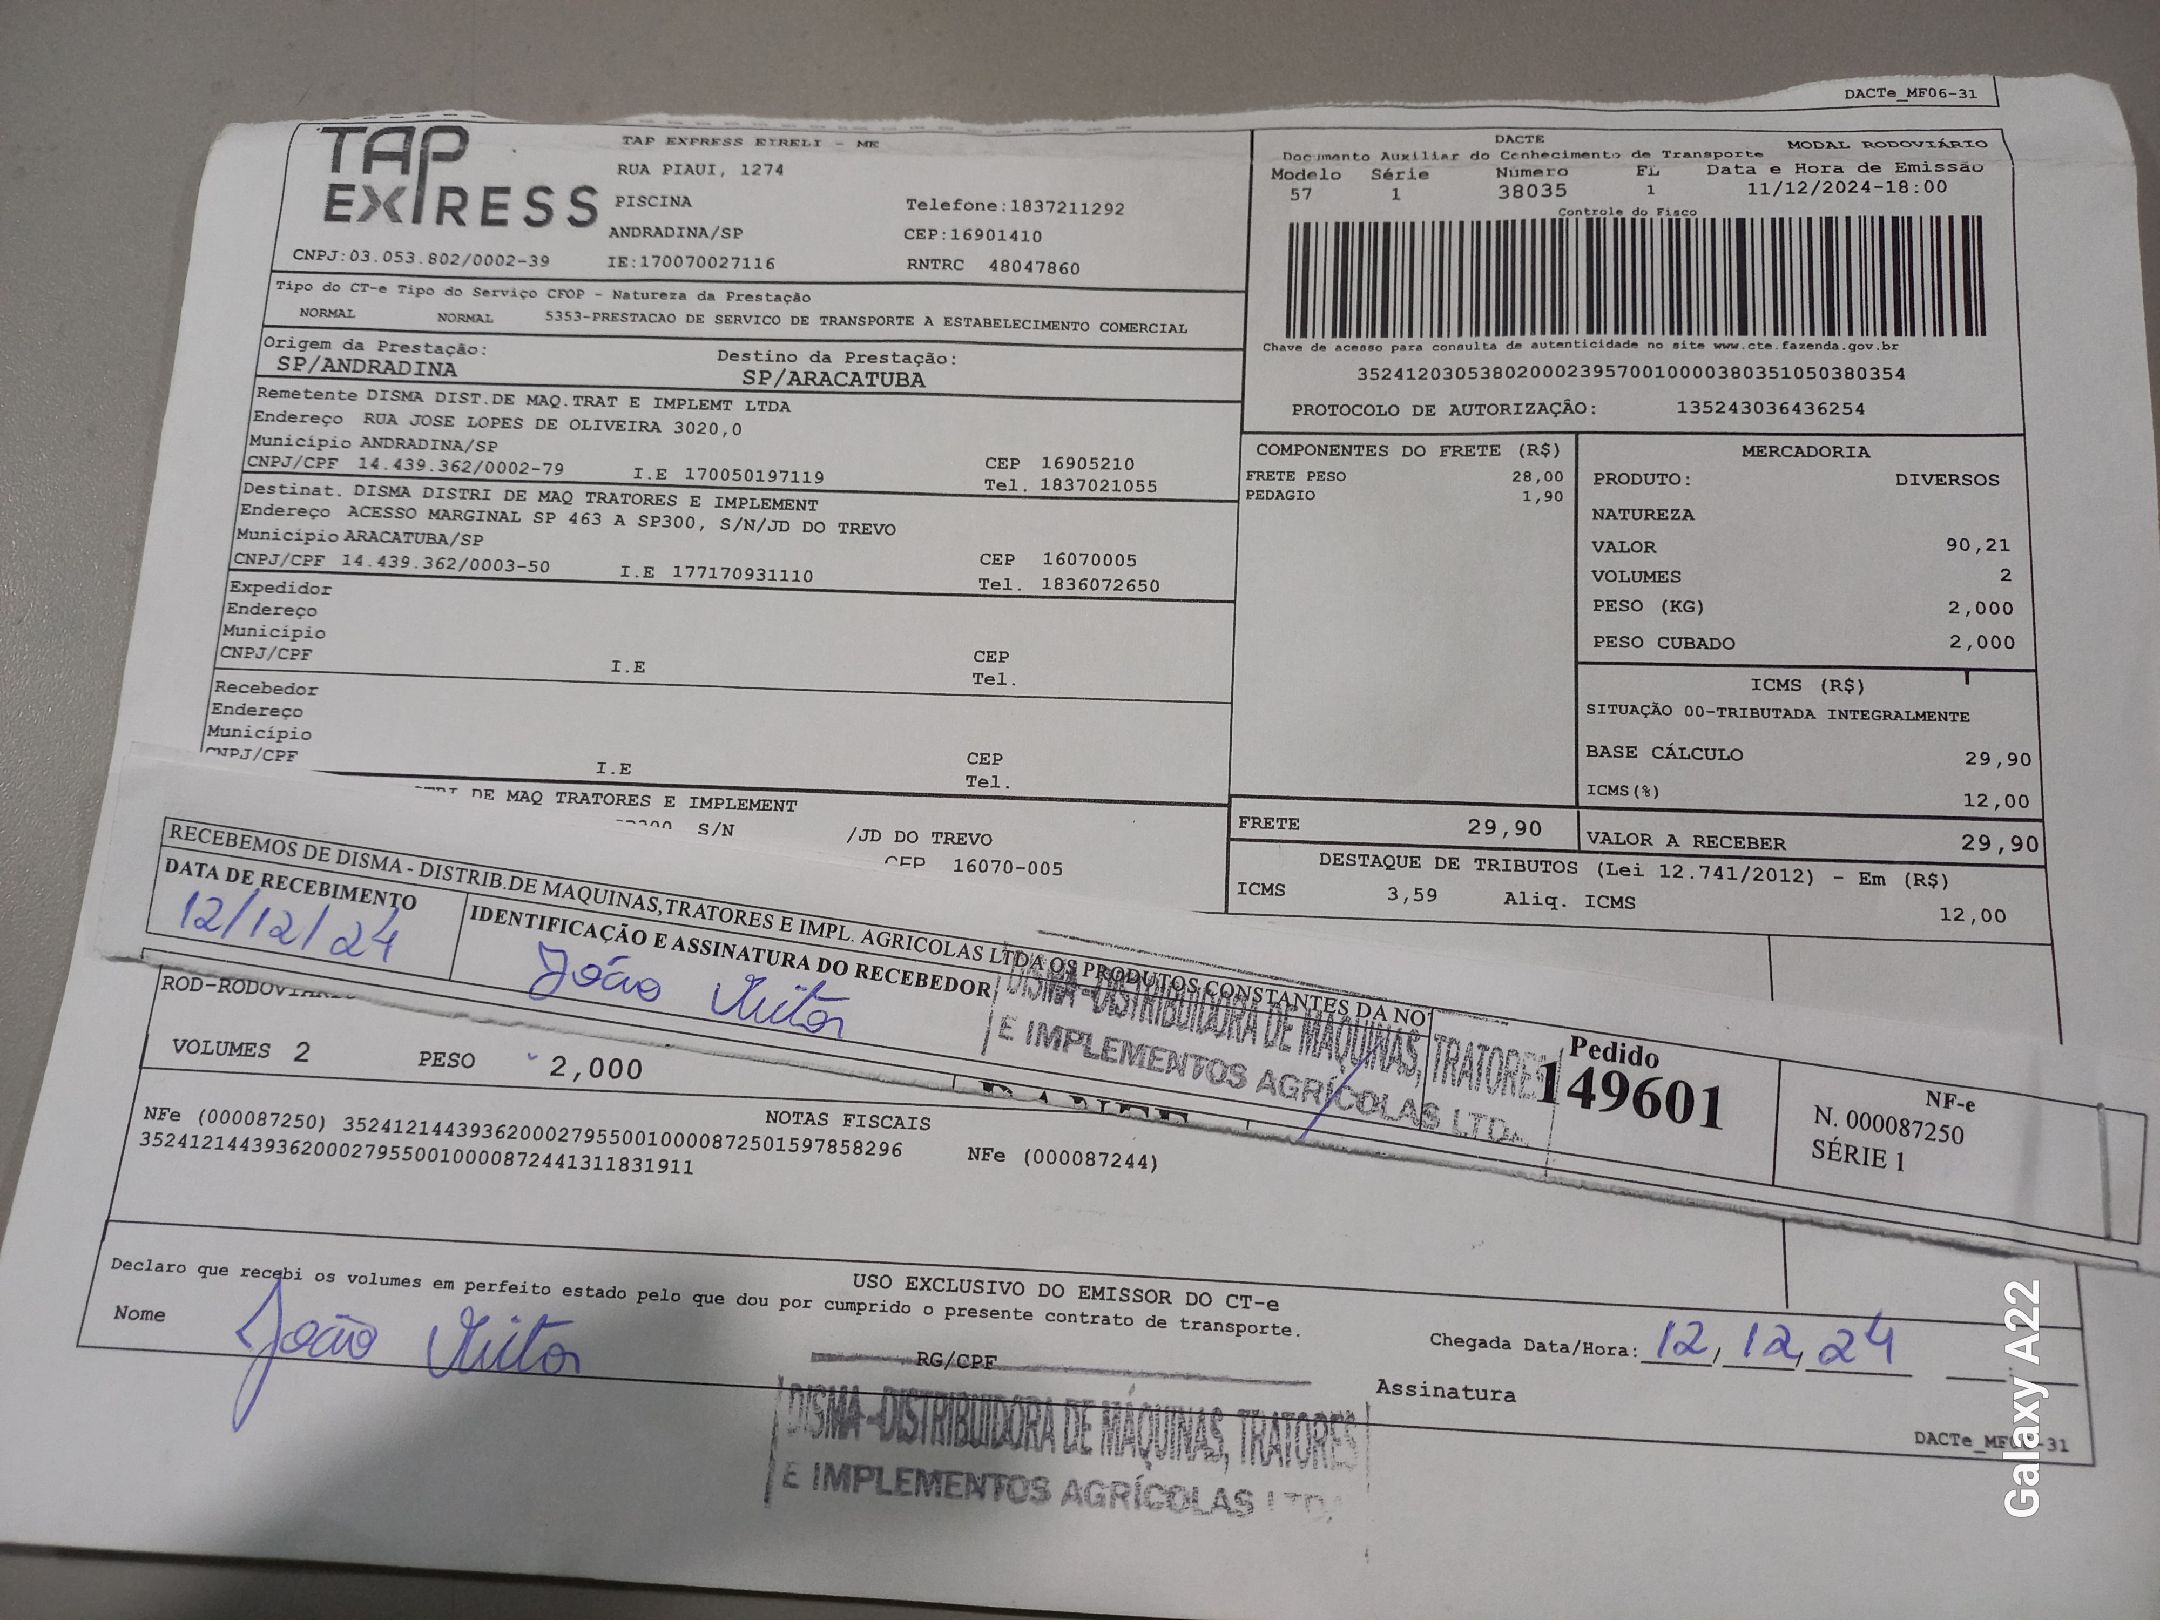 DACTe_MF06-31
TAP
EXPRESS
TAP EXPRESS EIRELI - ME
RUA PIAUI, 1274
PISCINA
Telefone:1837211292
ANDRADINA/SP
CEP:16901410
CNPJ:03.053.802/0002-39
IE:170070027116
RNTRC 48047860
DACTE
MODAL RODOVIÁRIO
Documento Auxiliar do Conhecimento de Transporte
Modelo Série Número FL Data e Hora de Emissão
57 1 38035 1 11/12/2024-18:00
Controle do Fisco
Chave de acesso para consulta de autenticidade no site www.cte.fazenda.gov.br
35241203053802000239570010000380351050380354
PROTOCOLO DE AUTORIZAÇÃO: 135243036436254
Tipo do CT-e Tipo do Serviço CFOP - Natureza da Prestação
NORMAL NORMAL 5353-PRESTACAO DE SERVICO DE TRANSPORTE A ESTABELECIMENTO COMERCIAL
Origem da Prestação: Destino da Prestação:
SP/ANDRADINA SP/ARACATUBA
Remetente DISMA DIST.DE MAQ.TRAT E IMPLEMT LTDA
Endereço RUA JOSE LOPES DE OLIVEIRA 3020,0
Município ANDRADINA/SP CEP 16905210
CNPJ/CPF 14.439.362/0002-79 I.E 170050197119 Tel. 1837021055
Destinat. DISMA DISTRI DE MAQ TRATORES E IMPLEMENT
Endereço ACESSO MARGINAL SP 463 A SP300, S/N/JD DO TREVO
Município ARACATUBA/SP CEP 16070005
CNPJ/CPF 14.439.362/0003-50 I.E 177170931110 Tel. 1836072650
Expedidor
Endereço
Município CEP
CNPJ/CPF I.E Tel.
Recebedor
Endereço
Município CEP
CNPJ/CPF I.E Tel.
DE MAQ TRATORES E IMPLEMENT
S/N /JD DO TREVO
CEP 16070-005
COMPONENTES DO FRETE (R$)
FRETE PESO 28,00
PEDAGIO 1,90
MERCADORIA
PRODUTO: DIVERSOS
NATUREZA
VALOR 90,21
VOLUMES 2
PESO (KG) 2,000
PESO CUBADO 2,000
ICMS (R$)
SITUAÇÃO 00-TRIBUTADA INTEGRALMENTE
BASE CÁLCULO 29,90
ICMS(%) 12,00
FRETE 29,90 VALOR A RECEBER 29,90
DESTAQUE DE TRIBUTOS (Lei 12.741/2012) - Em (R$)
ICMS 3,59 Aliq. ICMS 12,00
RECEBEMOS DE DISMA - DISTRIB.DE MAQUINAS,TRATORES E IMPL. AGRICOLAS LTDA OS PRODUTOS CONSTANTES DA NO
DATA DE RECEBIMENTO IDENTIFICAÇÃO E ASSINATURA DO RECEBEDOR
12/12/24 João Vitor
DISMA - DISTRIBUIDORA DE MÁQUINAS, TRATORES
E IMPLEMENTOS AGRÍCOLAS LTDA
Pedido
149601
NF-e
N. 000087250
SÉRIE 1
VOLUMES 2 PESO 2,000
NOTAS FISCAIS
NFe (000087250) 35241214439362000279550010000872501597858296 NFe (000087244)
35241214439362000279550010000872441311831911
USO EXCLUSIVO DO EMISSOR DO CT-e
Declaro que recebi os volumes em perfeito estado pelo que dou por cumprido o presente contrato de transporte.
Nome João Vitor RG/CPF Chegada Data/Hora: 12,12,24
Assinatura
DISMA - DISTRIBUIDORA DE MÁQUINAS, TRATORES
E IMPLEMENTOS AGRÍCOLAS LTDA
Galaxy A22